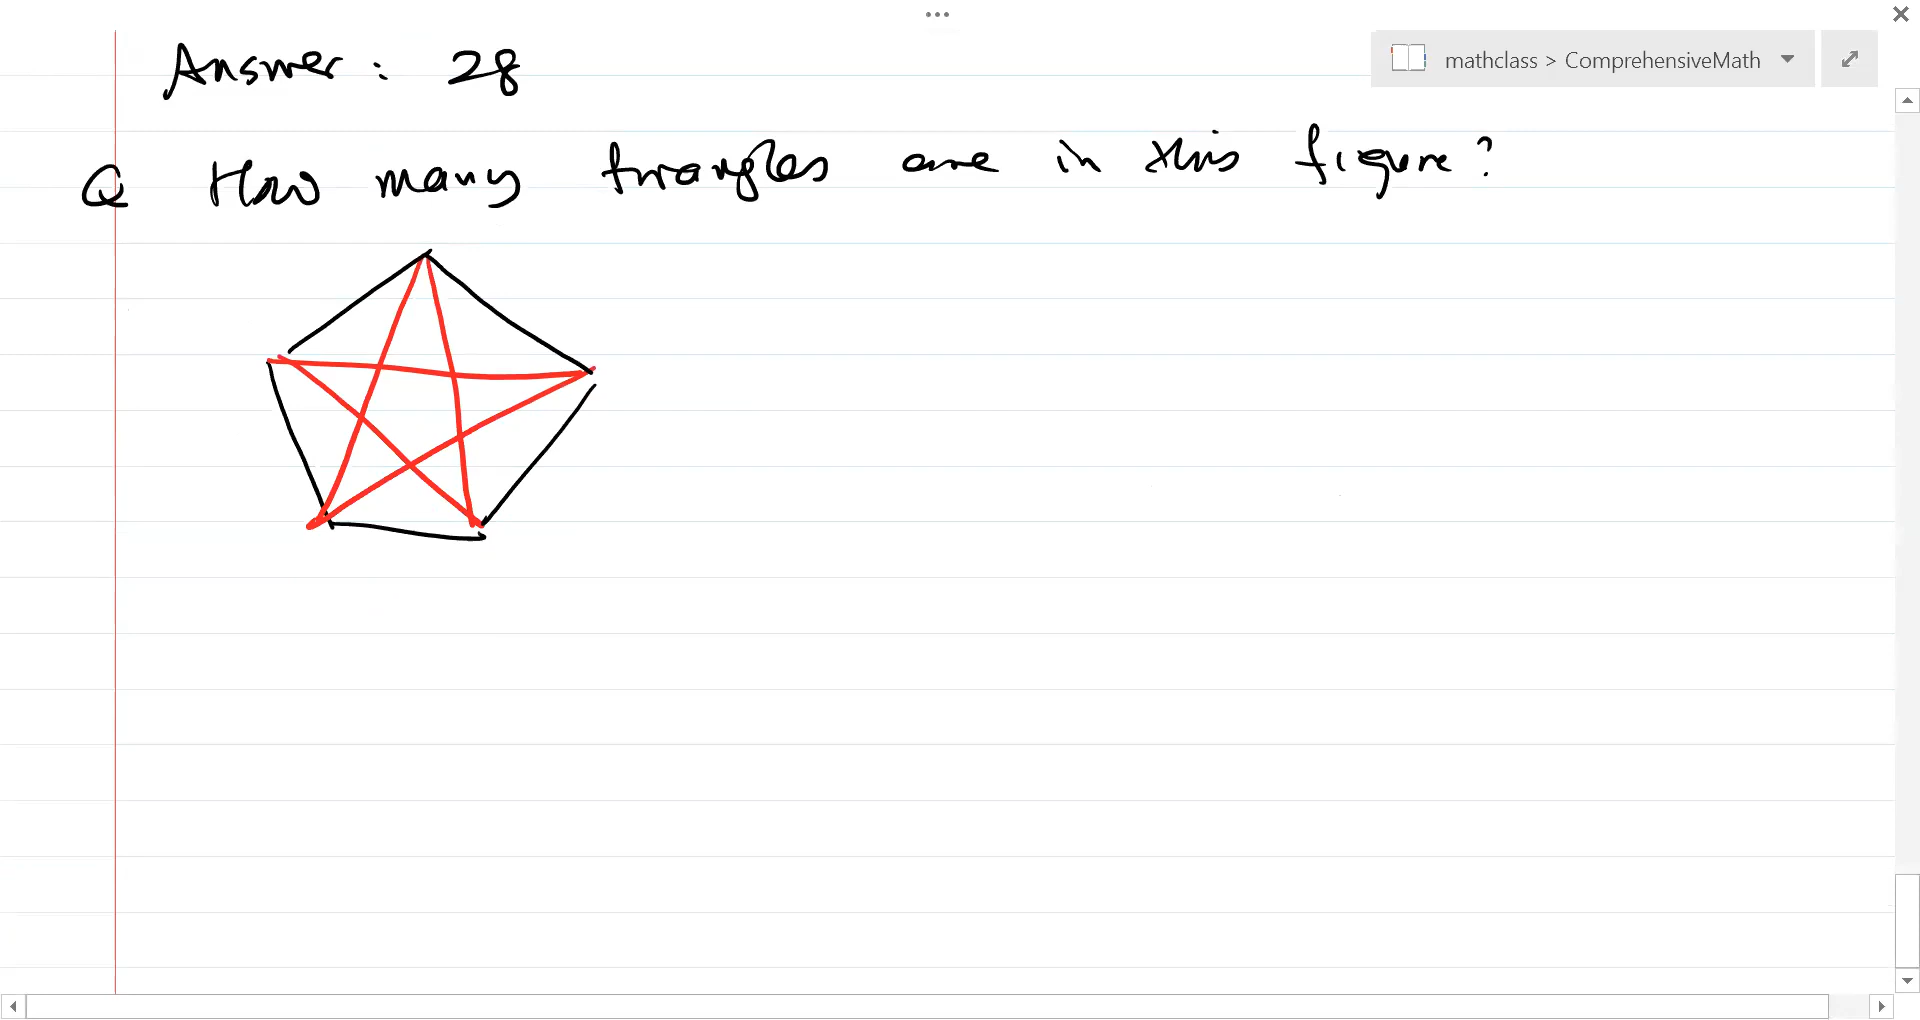 Answer: 28
mathclass > ComprehensiveMath
Q How many triangles are in this figure?